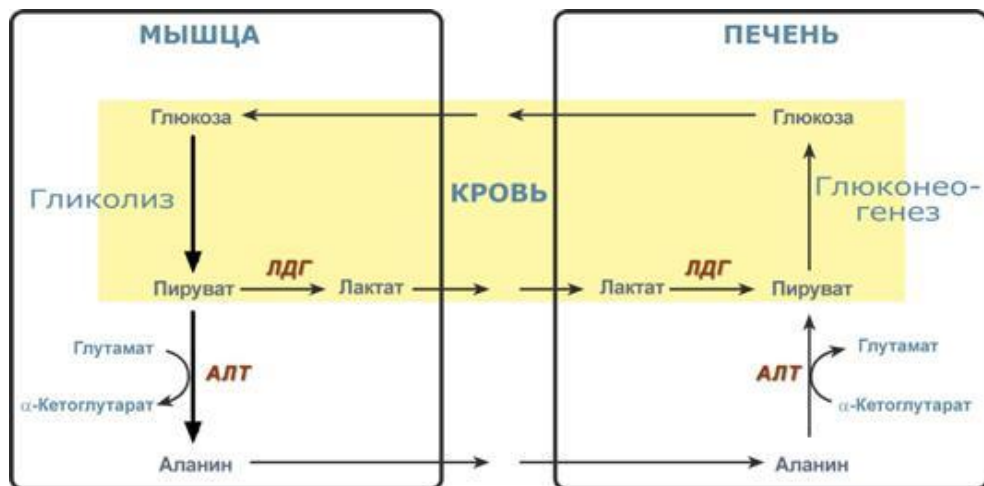 МЫШЦА
ПЕЧЕНЬ
Глюкоза
Глюкоза
Гликолиз
КРОВЬ
Глюконео-
генез
Пируват
ЛДГ
Лактат
Лактат
ЛДГ
Пируват
Глутамат
АЛТ
α-Кетоглутарат
АЛТ
Глутамат
α-Кетоглутарат
Аланин
Аланин